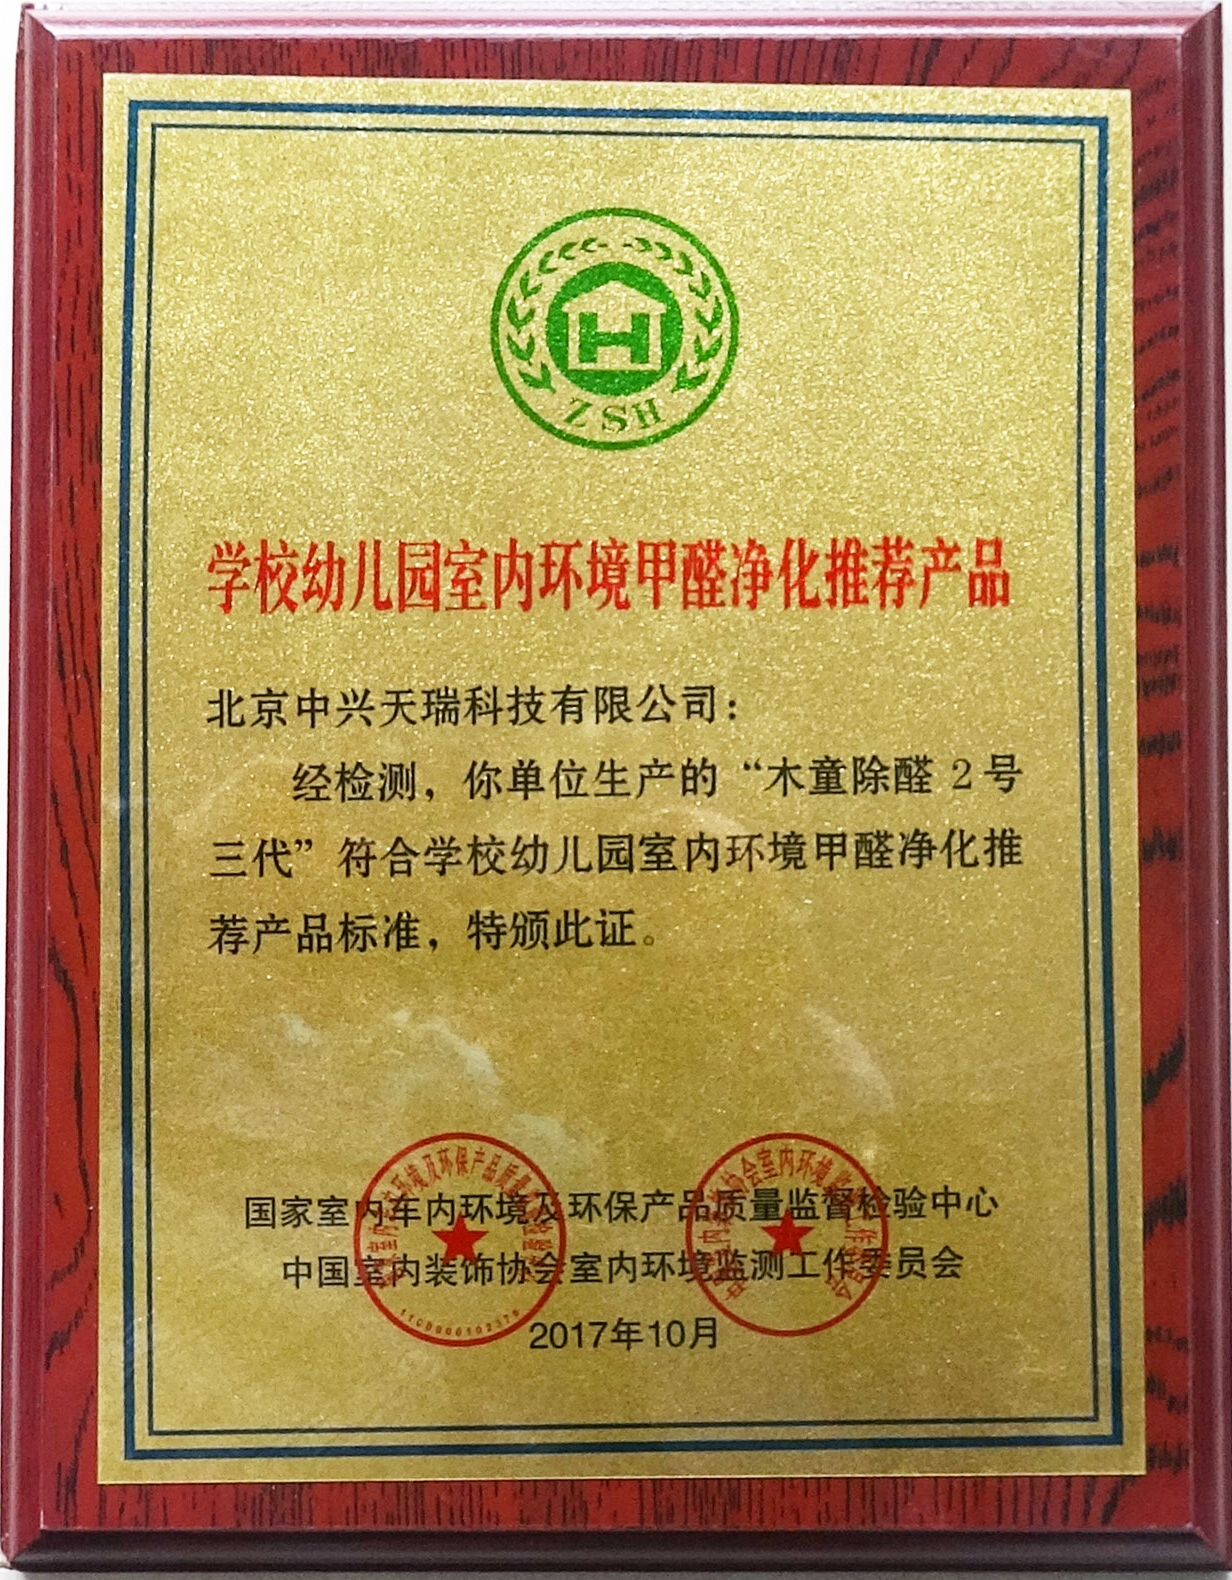 ZSH
学校幼儿园室内环境甲醛净化推荐产品
北京中兴天瑞科技有限公司：
经检测，你单位生产的“木童除醛2号
三代”符合学校幼儿园室内环境甲醛净化推
荐产品标准，特颁此证。
国家室内车内环境及环保产品质量监督检验中心
中国室内装饰协会室内环境监测工作委员会
2017年10月